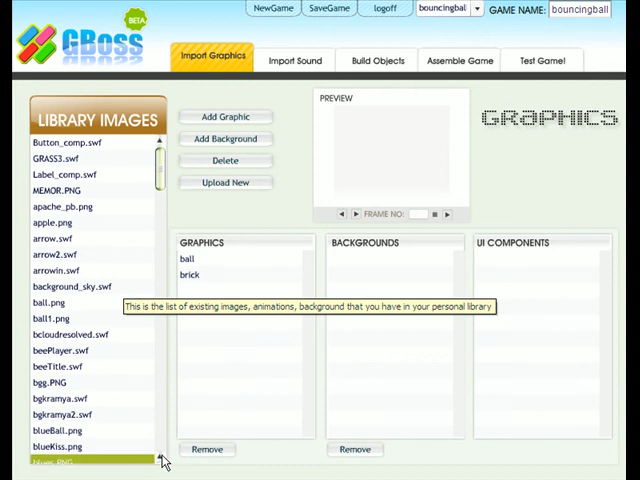 NewGame
SaveGame
logoff
bouncingbal
GAME NAME:
bouncingball
BETA
GBoss
Import Graphics
Import Sound
Build Objects
Assemble Game
Test Game!
LIBRARY IMAGES
Button_comp.swf
GRASS3.swf
Label_comp.swf
MEMOR.PNG
apache_pb.png
apple.png
arrow.swf
arrow2.swf
arrowin.swf
background_sky.swf
ball.png
ball1.png
bcloudresolved.swf
beePlayer.swf
beeTitle.swf
bgg.PNG
bgkramya.swf
bgkramya2.swf
blueBall.png
blueKiss.png
Add Graphic
Add Background
Delete
Upload New
PREVIEW
FRAME NO:
GRAPHICS
GRAPHICS
ball
brick
BACKGROUNDS
UI COMPONENTS
This is the list of existing images, animations, background that you have in your personal library
Remove
Remove